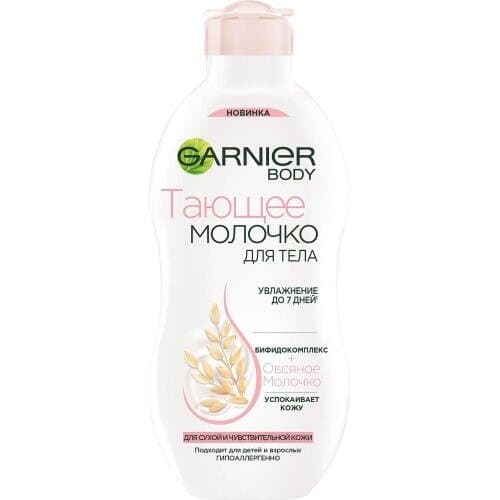 НОВИНКА
GARNIER
BODY
Тающее
МОЛОЧКО
ДЛЯ ТЕЛА
УВЛАЖНЕНИЕ
ДО 7 ДНЕЙ¹
БИФИДОКОМПЛЕКС
+
Овсяное
Молочко
УСПОКАИВАЕТ
КОЖУ
ДЛЯ СУХОЙ И ЧУВСТВИТЕЛЬНОЙ КОЖИ
Подходит для детей и взрослых
ГИПОАЛЛЕРГЕННО